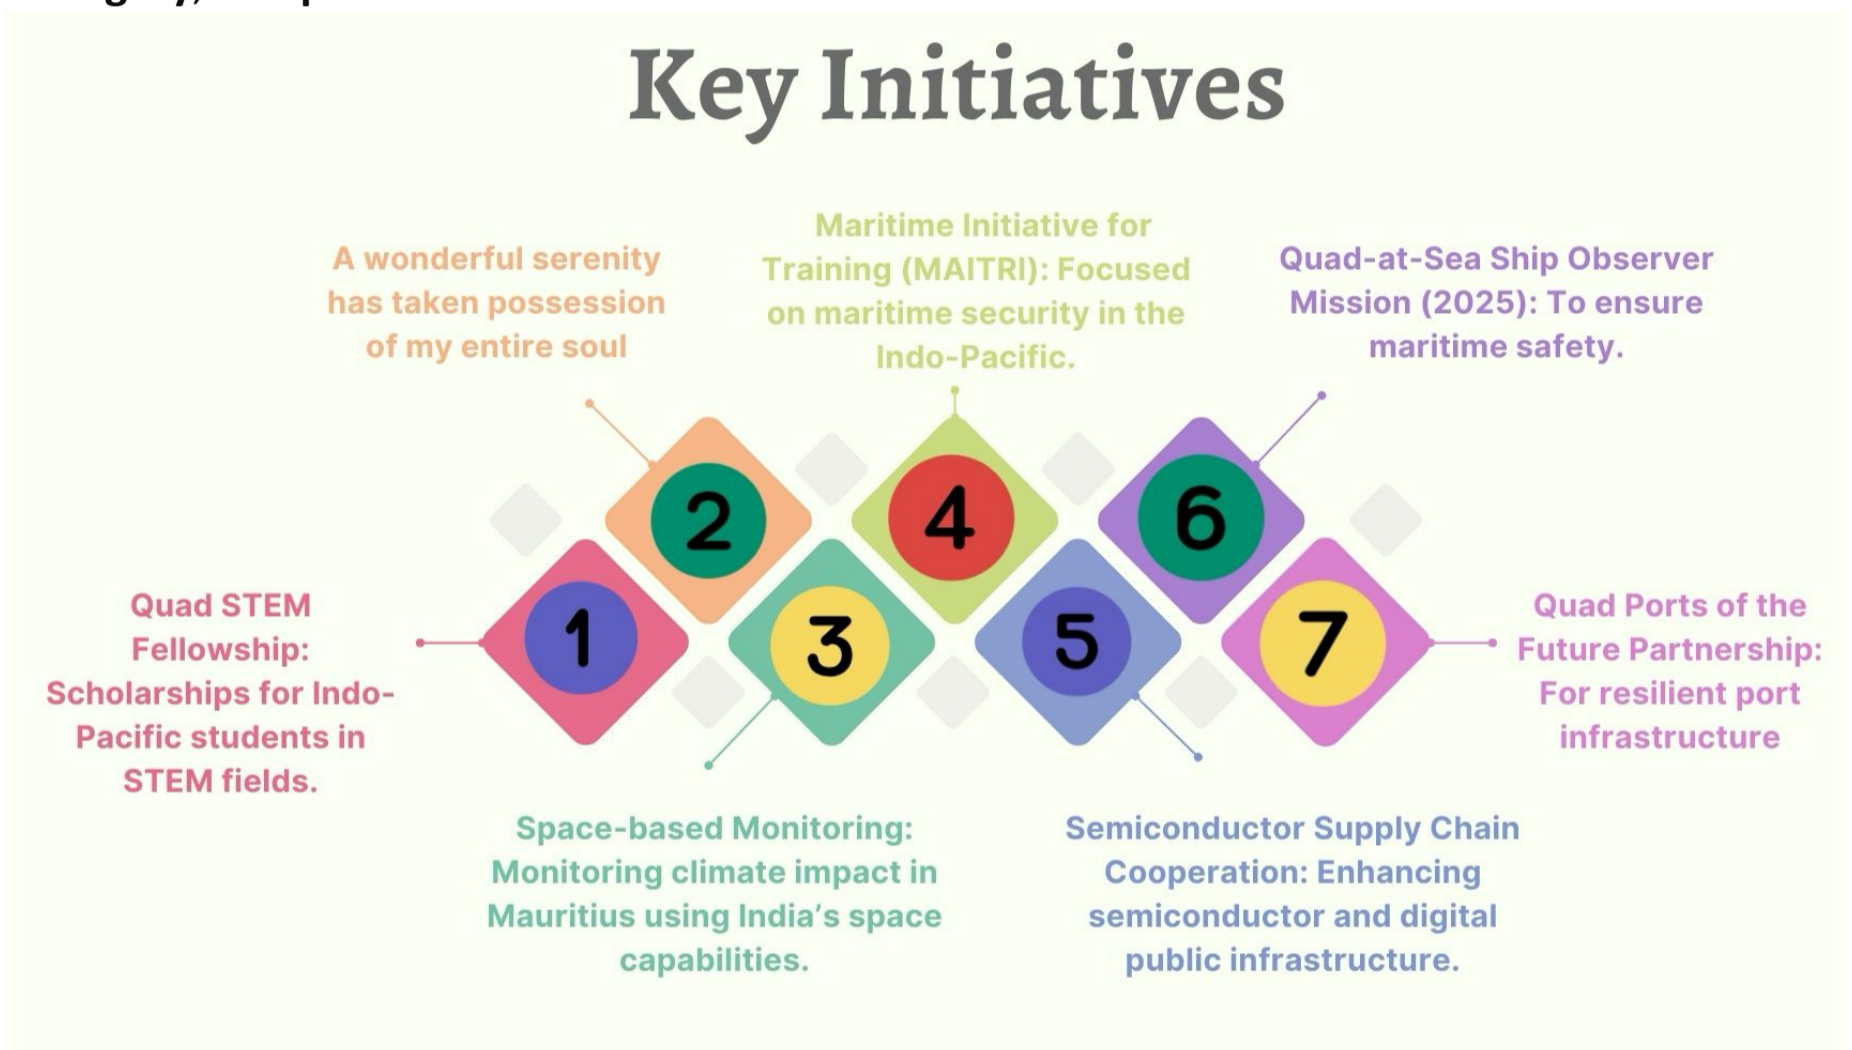 Key Initiatives
A wonderful serenity
has taken possession
of my entire soul
Maritime Initiative for
Training (MAITRI): Focused
on maritime security in the
Indo-Pacific.
Quad-at-Sea Ship Observer
Mission (2025): To ensure
maritime safety.
2
4
6
1
3
5
7
Quad STEM
Fellowship:
Scholarships for Indo-
Pacific students in
STEM fields.
Quad Ports of the
Future Partnership:
For resilient port
infrastructure
Space-based Monitoring:
Monitoring climate impact in
Mauritius using India's space
capabilities.
Semiconductor Supply Chain
Cooperation: Enhancing
semiconductor and digital
public infrastructure.